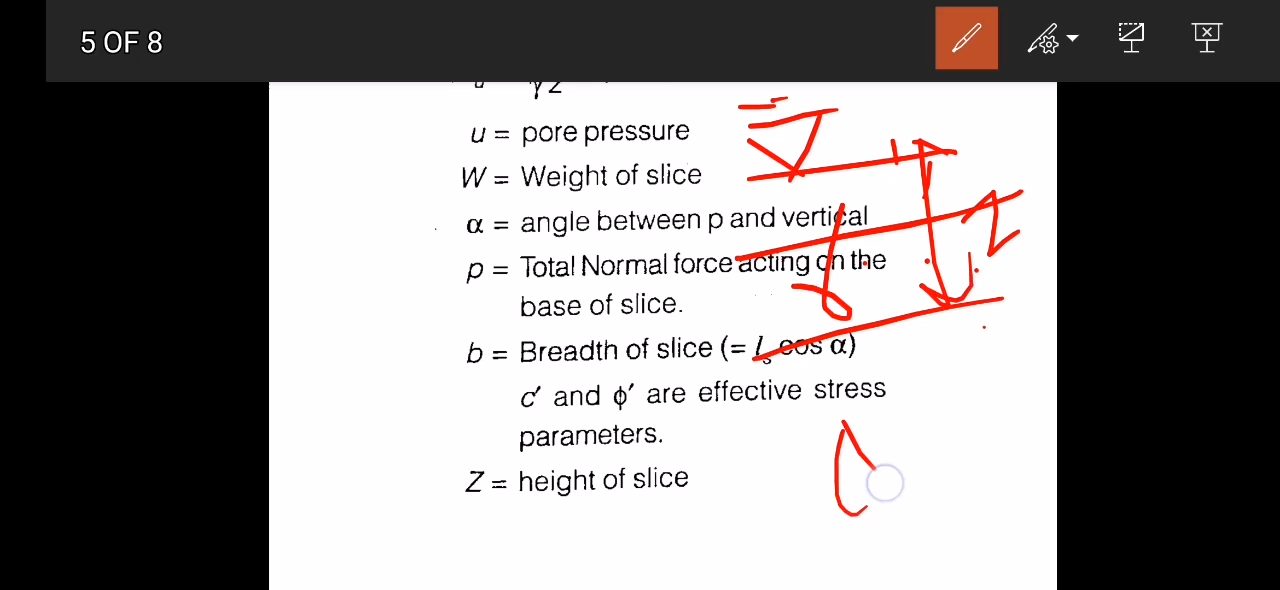 5 OF 8
γ Z
u = pore pressure
W = Weight of slice
α = angle between p and vertical
p = Total Normal force acting on the
base of slice.
b = Breadth of slice (= lₛ cos α)
c′ and ϕ′ are effective stress
parameters.
Z = height of slice